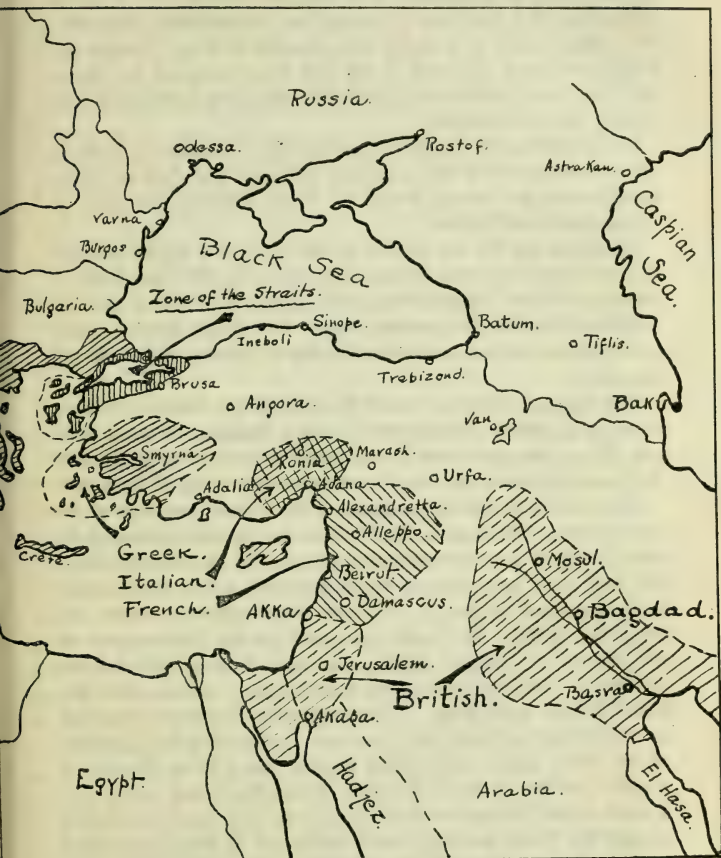 Russia.
Odessa.
Rostof.
AstraKan.
Caspian
Sea.
Varna
Burgos
Black Sea
Zone of the Straits.
Bulgaria.
Ineboli
Sinope.
Batum.
Tiflis.
Trebizond.
Brusa
Angora.
Van
Baku
Smyrna.
Konia
Marash.
Adalia
Adana
Urfa.
Alexandretta.
Alleppo.
Mosul.
Crete.
Greek.
Italian.
French.
Beirut
Damascus.
Bagdad.
AKKa
Jerusalem.
British.
Basra
Akaba.
Egypt.
Hadjez.
Arabia.
El Hasa.